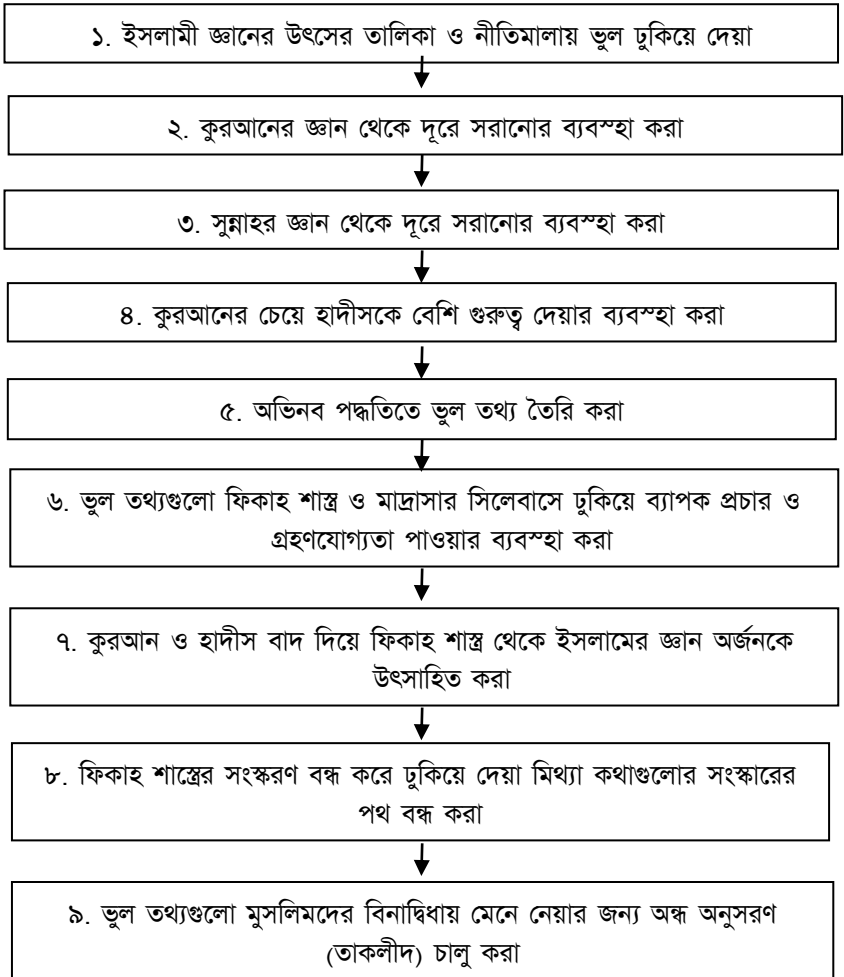 ১. ইসলামী জ্ঞানের উৎসের তালিকা ও নীতিমালায় ভুল ঢুকিয়ে দেয়া
২. কুরআনের জ্ঞান থেকে দূরে সরানোর ব্যবস্হা করা
৩. সুন্নাহর জ্ঞান থেকে দূরে সরানোর ব্যবস্হা করা
৪. কুরআনের চেয়ে হাদীসকে বেশি গুরুত্ব দেয়ার ব্যবস্হা করা
৫. অভিনব পদ্ধতিতে ভুল তথ্য তৈরি করা
৬. ভুল তথ্যগুলো ফিকাহ শাস্ত্র ও মাদ্রাসার সিলেবাসে ঢুকিয়ে ব্যাপক প্রচার ও
গ্রহণযোগ্যতা পাওয়ার ব্যবস্হা করা
৭. কুরআন ও হাদীস বাদ দিয়ে ফিকাহ শাস্ত্র থেকে ইসলামের জ্ঞান অর্জনকে
উৎসাহিত করা
৮. ফিকাহ শাস্ত্রের সংস্করণ বন্ধ করে ঢুকিয়ে দেয়া মিথ্যা কথাগুলোর সংস্কারের
পথ বন্ধ করা
৯. ভুল তথ্যগুলো মুসলিমদের বিনাদ্বিধায় মেনে নেয়ার জন্য অন্ধ অনুসরণ
(তাকলীদ) চালু করা